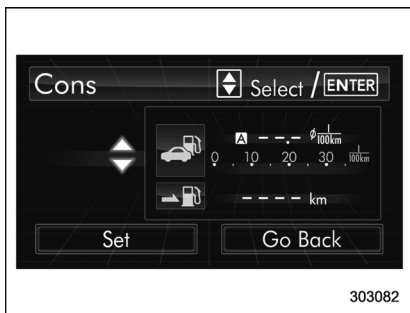 Cons Select / ENTER
A ---.- ø l/100km
0 . 10 . 20 . 30 . l/100km
---- km
Set Go Back
303082